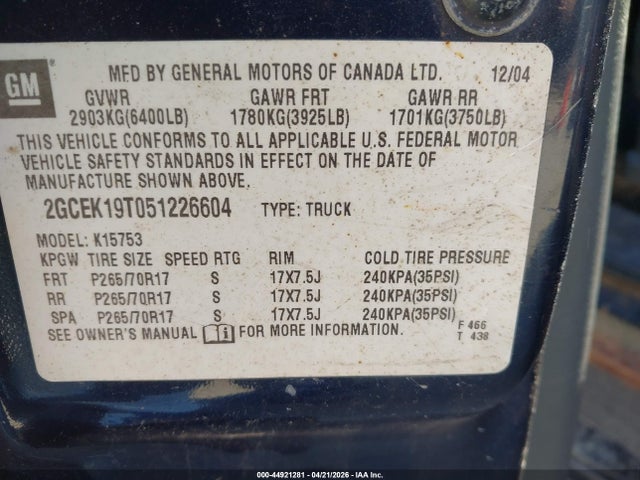 GM
MFD BY GENERAL MOTORS OF CANADA LTD. 12/04
GVWR GAWR FRT GAWR RR
2903KG(6400LB) 1780KG(3925LB) 1701KG(3750LB)
THIS VEHICLE CONFORMS TO ALL APPLICABLE U.S. FEDERAL MOTOR
VEHICLE SAFETY STANDARDS IN EFFECT ON THE DATE OF
MANUFACTURE SHOWN ABOVE.
2GCEK19T051226604 TYPE: TRUCK
MODEL: K15753
KPGW TIRE SIZE SPEED RTG RIM COLD TIRE PRESSURE
FRT P265/70R17 S 17X7.5J 240KPA(35PSI)
RR P265/70R17 S 17X7.5J 240KPA(35PSI)
SPA P265/70R17 S 17X7.5J 240KPA(35PSI)
SEE OWNER'S MANUAL FOR MORE INFORMATION.
F 466
T 438
000-44921281 - 04/21/2026 - IAA Inc.